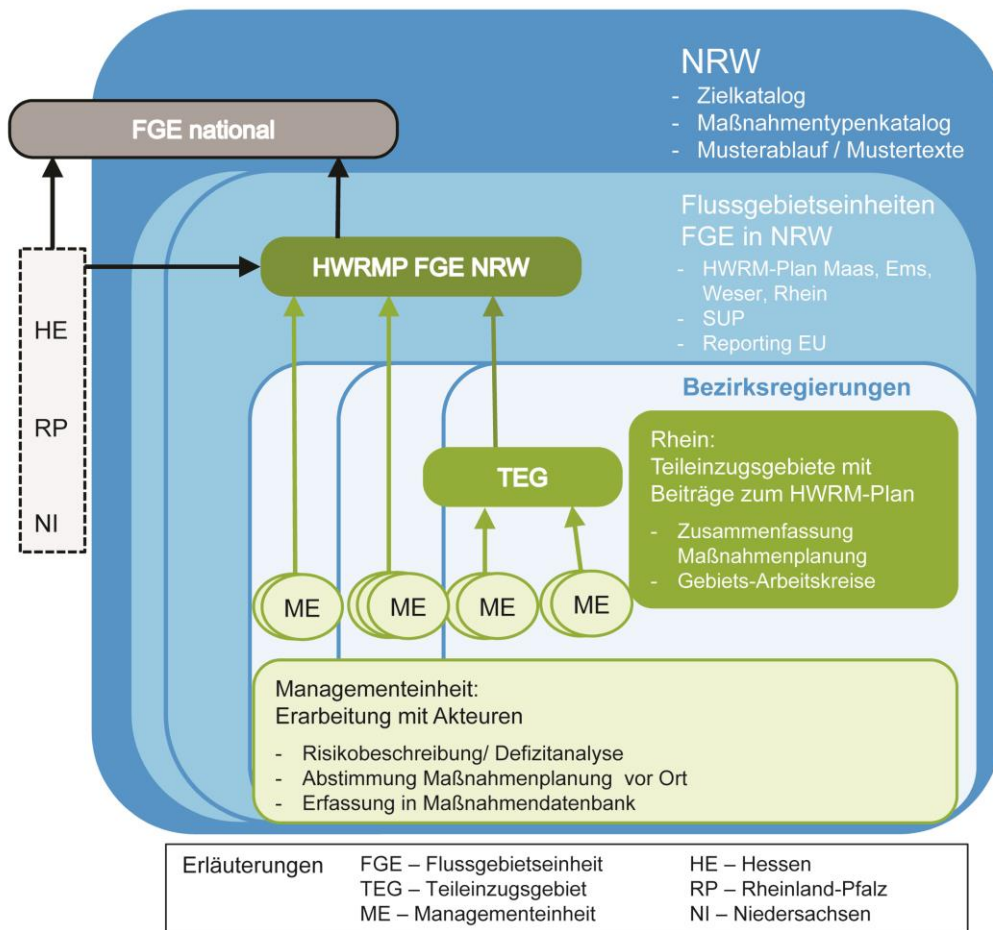 NRW
- Zielkatalog
- Maßnahmentypenkatalog
- Musterablauf / Mustertexte
FGE national
Flussgebietseinheiten
FGE in NRW
- HWRM-Plan Maas, Ems,
Weser, Rhein
- SUP
- Reporting EU
HWRMP FGE NRW
HE
RP
NI
Bezirksregierungen
Rhein:
Teileinzugsgebiete mit
Beiträge zum HWRM-Plan
- Zusammenfassung
Maßnahmenplanung
- Gebiets-Arbeitskreise
TEG
ME
ME
ME
ME
Managementeinheit:
Erarbeitung mit Akteuren
- Risikobeschreibung/ Defizitanalyse
- Abstimmung Maßnahmenplanung vor Ort
- Erfassung in Maßnahmendatenbank
Erläuterungen
FGE – Flussgebietseinheit
TEG – Teileinzugsgebiet
ME – Managementeinheit
HE – Hessen
RP – Rheinland-Pfalz
NI – Niedersachsen